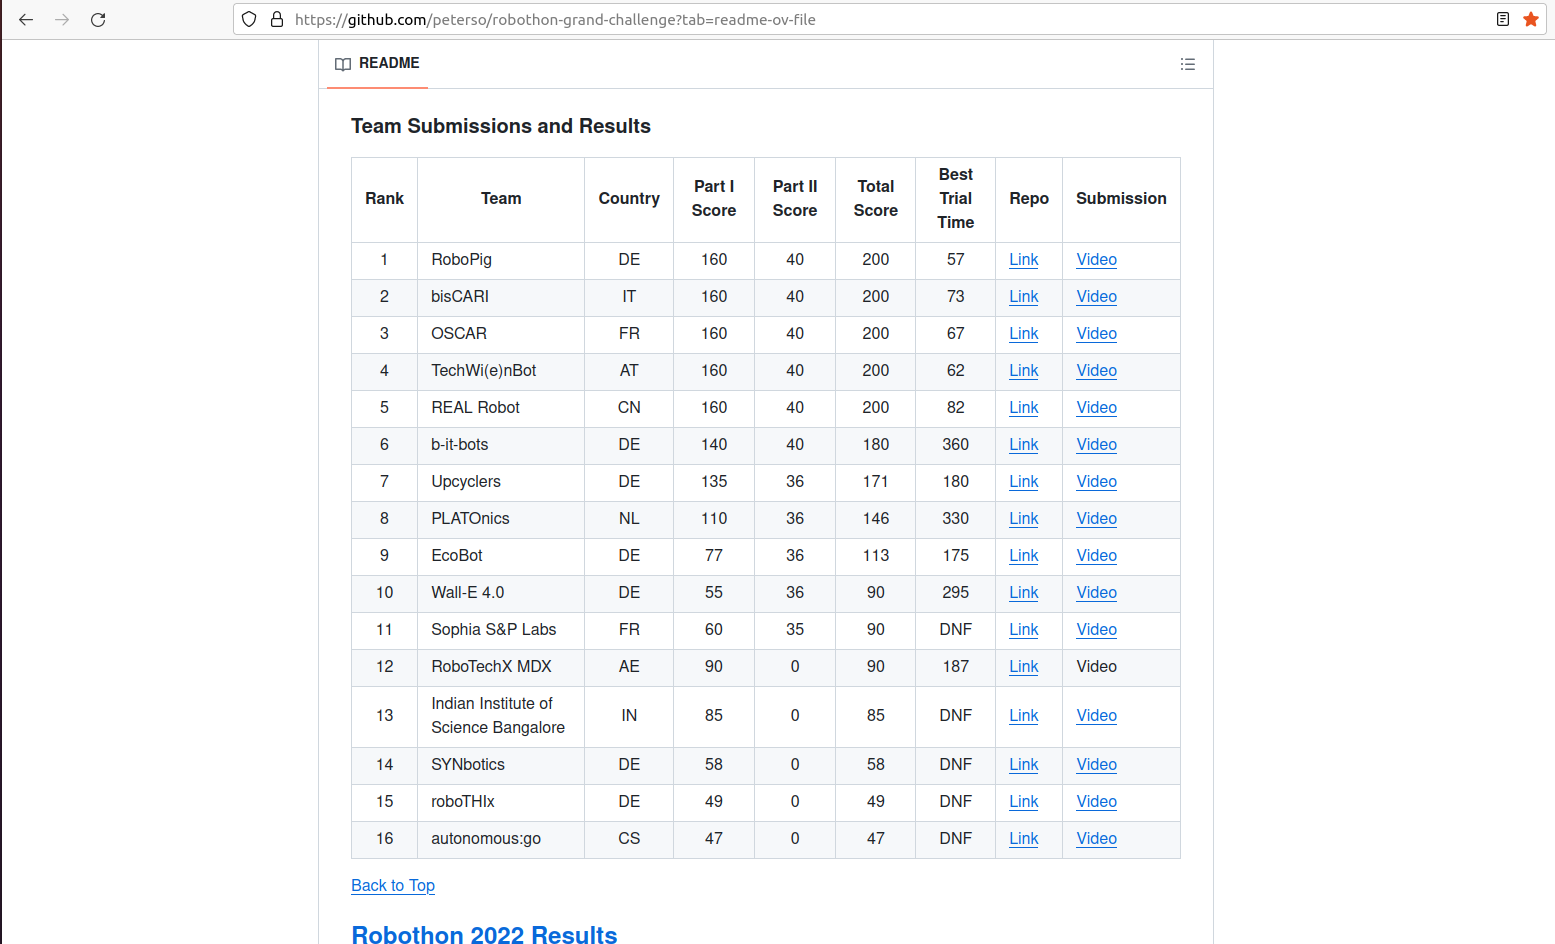 https://github.com/peterso/robothon-grand-challenge?tab=readme-ov-file
README
Team Submissions and Results
Rank Team Country Part I Score Part II Score Total Score Best Trial Time Repo Submission
1 RoboPig DE 160 40 200 57 Link Video
2 bisCARI IT 160 40 200 73 Link Video
3 OSCAR FR 160 40 200 67 Link Video
4 TechWi(e)nBot AT 160 40 200 62 Link Video
5 REAL Robot CN 160 40 200 82 Link Video
6 b-it-bots DE 140 40 180 360 Link Video
7 Upcyclers DE 135 36 171 180 Link Video
8 PLATOnics NL 110 36 146 330 Link Video
9 EcoBot DE 77 36 113 175 Link Video
10 Wall-E 4.0 DE 55 36 90 295 Link Video
11 Sophia S&P Labs FR 60 35 90 DNF Link Video
12 RoboTechX MDX AE 90 0 90 187 Link Video
13 Indian Institute of Science Bangalore IN 85 0 85 DNF Link Video
14 SYNbotics DE 58 0 58 DNF Link Video
15 roboTHIx DE 49 0 49 DNF Link Video
16 autonomous:go CS 47 0 47 DNF Link Video
Back to Top
Robothon 2022 Results